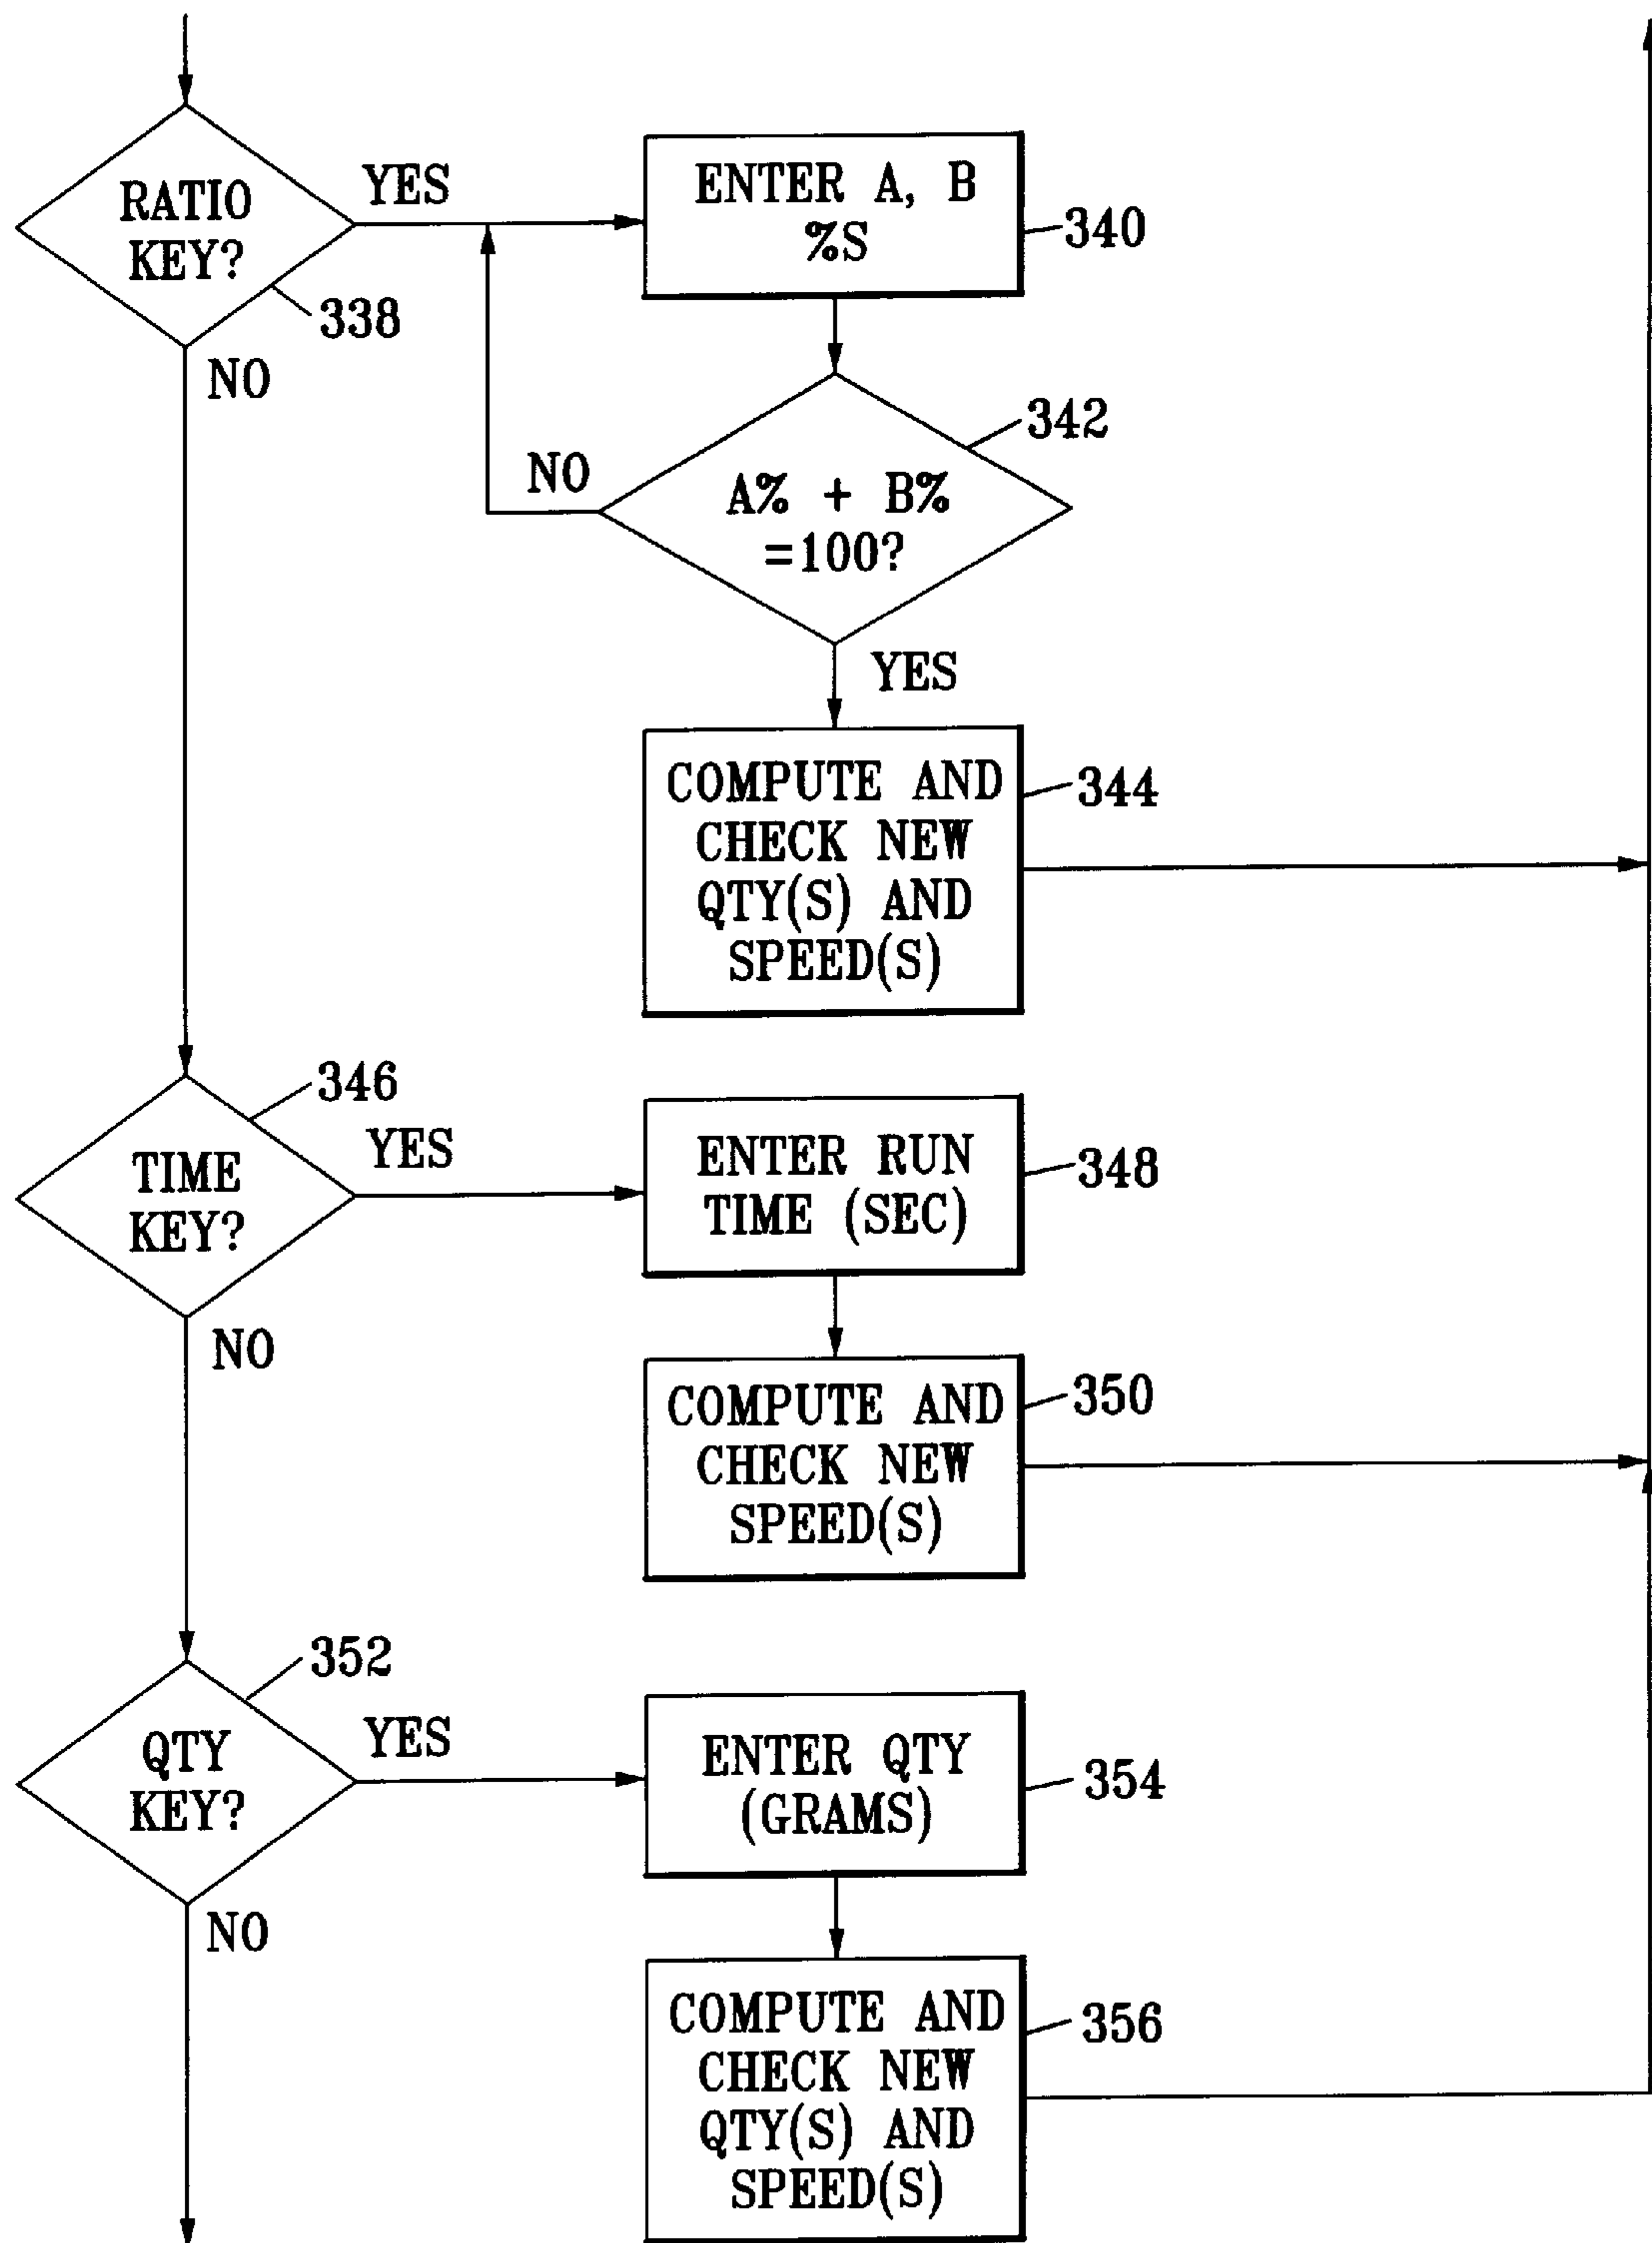 RATIO
KEY?
YES
338
NO
ENTER A, B
%S
340
342
NO
A% + B%
=100?
YES
COMPUTE AND
CHECK NEW
QTY(S) AND
SPEED(S)
344
346
TIME
KEY?
YES
NO
ENTER RUN
TIME (SEC)
348
COMPUTE AND
CHECK NEW
SPEED(S)
350
352
QTY
KEY?
YES
NO
ENTER QTY
(GRAMS)
354
COMPUTE AND
CHECK NEW
QTY(S) AND
SPEED(S)
356